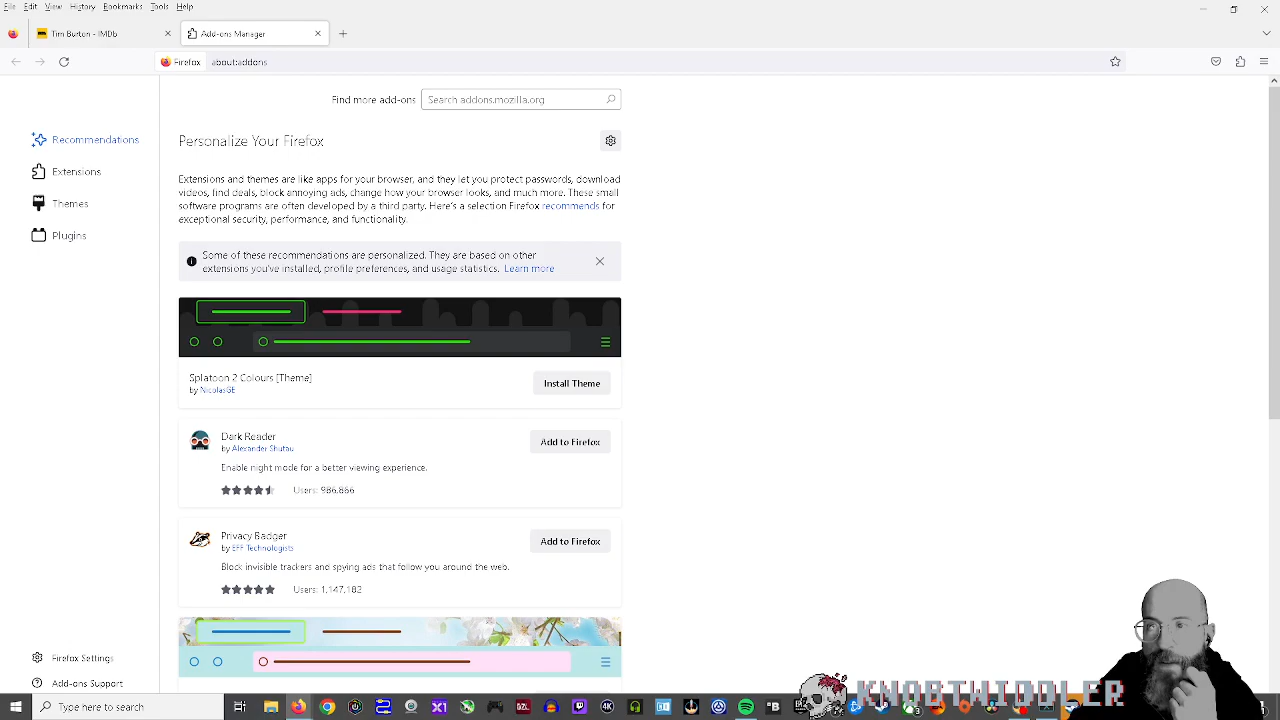 File Edit View History Bookmarks Tools Help
Tim Burton - IMDb
Add-ons Manager
Firefox about:addons
Find more add-ons Search addons.mozilla.org
Recommendations
Extensions
Themes
Plugins
Personalize Your Firefox
Extensions and themes are like apps for your browser, and they let you protect passwords, download
videos, find deals, block annoying ads, change how your browser looks, and much more. These small
software programs are often developed by a third party. Here's a selection Firefox recommends for
exceptional security, performance, and functionality.
Some of these recommendations are personalized. They are based on other
extensions you've installed, profile preferences, and usage statistics. Learn more
Splatoon 2 Colours [Theme]
by NicolasGE
Install Theme
Dark Reader
by Alexander Shutau
Add to Firefox
Enable night mode for a better viewing experience.
Users: 986,866
Privacy Badger
by EFF Technologists
Add to Firefox
Block invisible trackers and spying ads that follow you around the web.
Users: 1,147,182
Firefox Settings
Add-ons Support
Type here to search
KNOBTWIDDLER